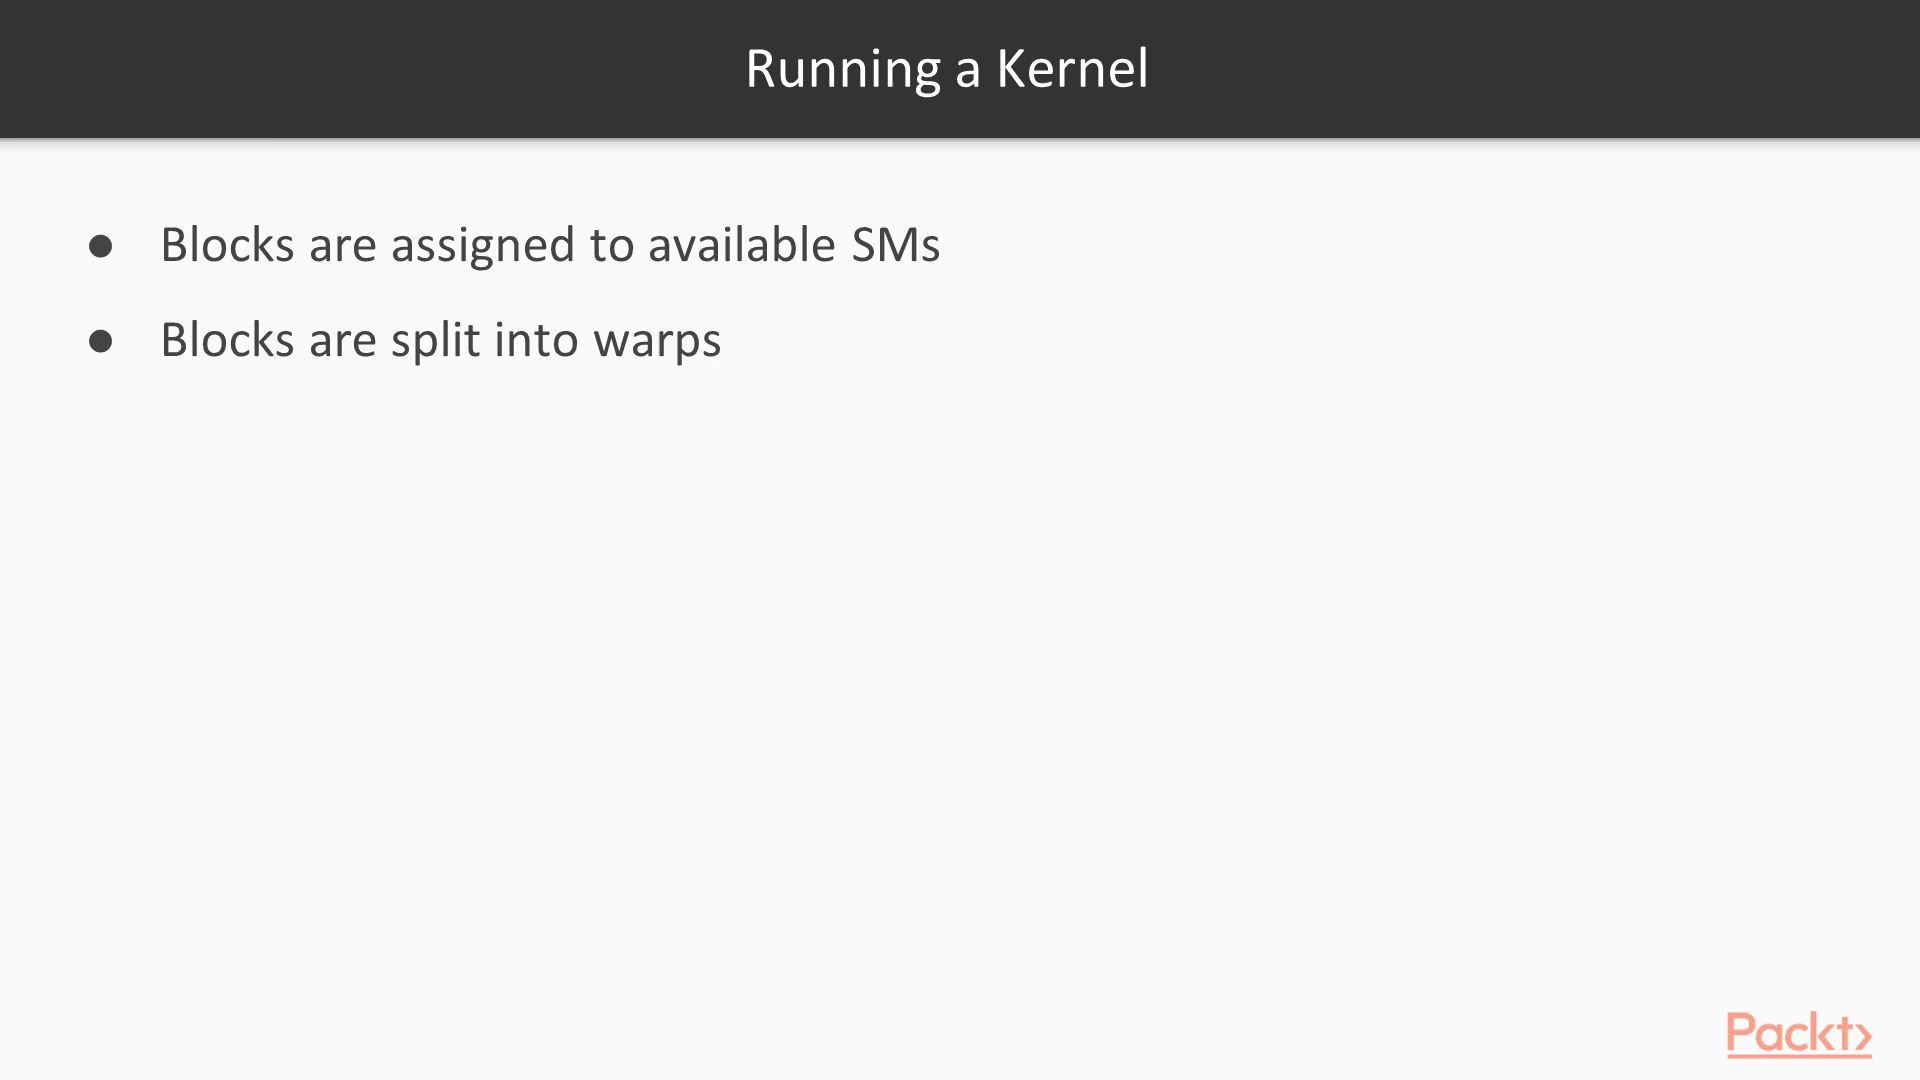 Running a Kernel
● Blocks are assigned to available SMs
● Blocks are split into warps
Packt>